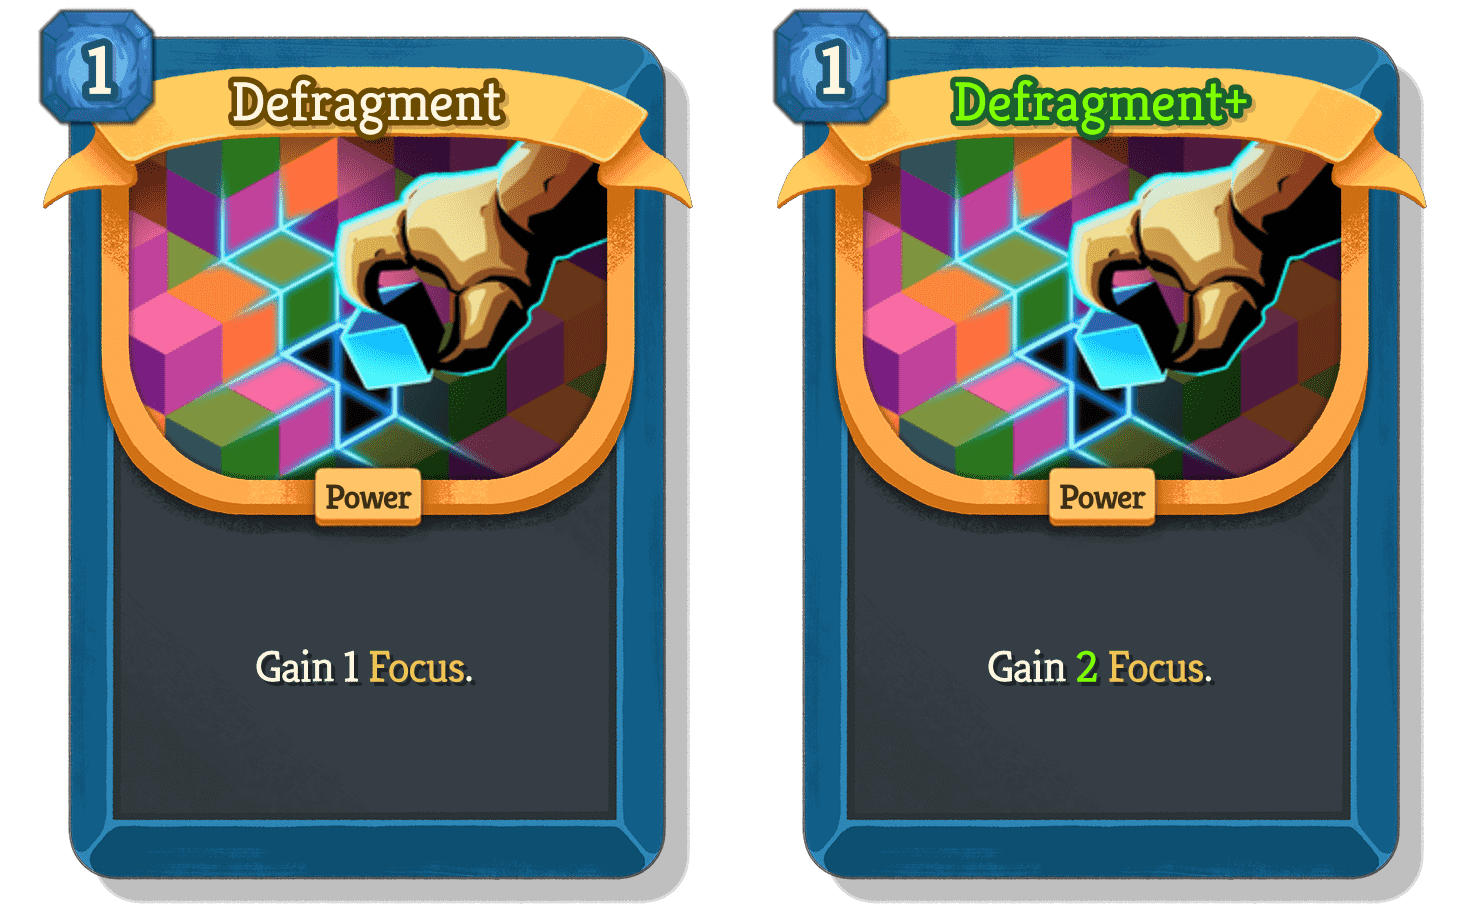 1
Defragment
Power
Gain 1 Focus.
1
Defragment+
Power
Gain 2 Focus.